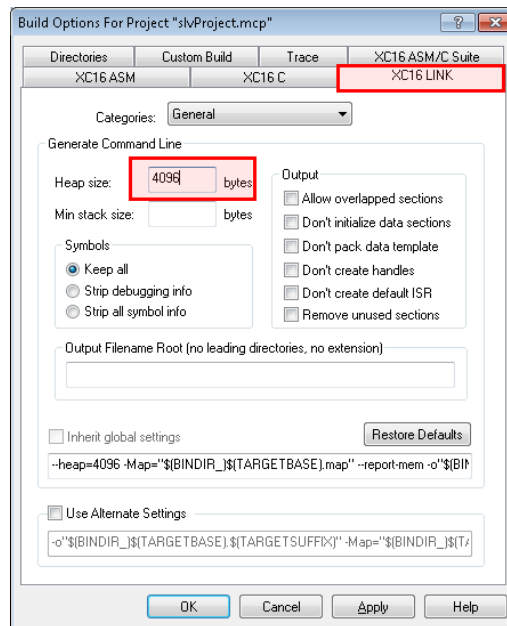 Build Options For Project "slvProject.mcp"
Directories Custom Build Trace XC16 ASM/C Suite
XC16 ASM XC16 C XC16 LINK
Categories: General
Generate Command Line
Heap size: 4096 bytes
Min stack size: bytes
Symbols
Keep all
Strip debugging info
Strip all symbol info
Output
Allow overlapped sections
Don't initialize data sections
Don't pack data template
Don't create handles
Don't create default ISR
Remove unused sections
Output Filename Root (no leading directories, no extension)
Inherit global settings Restore Defaults
--heap=4096 -Map="$(BINDIR_)$(TARGETBASE).map" --report-mem -o"$(BIN
Use Alternate Settings
-o"$(BINDIR_)$(TARGETBASE).$(TARGETSUFFIX)" -Map="$(BINDIR_)$(TA
OK Cancel Apply Help